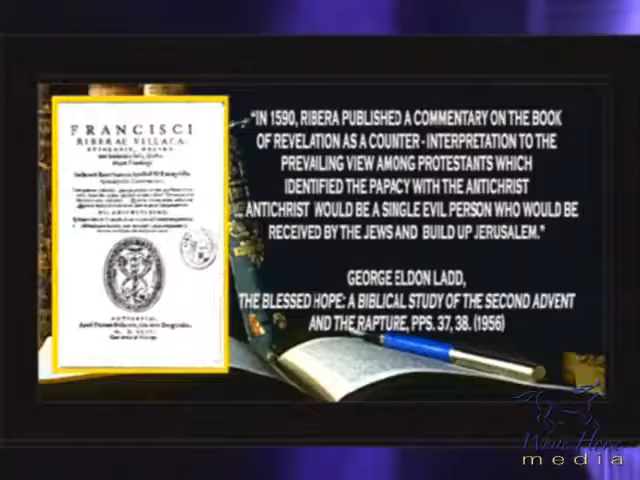 FRANCISCI
RIBERAE VILLACA
"IN 1590, RIBERA PUBLISHED A COMMENTARY ON THE BOOK
OF REVELATION AS A COUNTER-INTERPRETATION TO THE
PREVAILING VIEW AMONG PROTESTANTS WHICH
IDENTIFIED THE PAPACY WITH THE ANTICHRIST
ANTICHRIST WOULD BE A SINGLE EVIL PERSON WHO WOULD BE
RECEIVED BY THE JEWS AND BUILD UP JERUSALEM."
GEORGE ELDON LADD,
THE BLESSED HOPE: A BIBLICAL STUDY OF THE SECOND ADVENT
AND THE RAPTURE, PPS. 37, 38. (1956)
White Horse
media